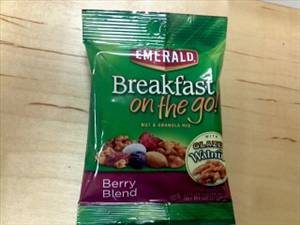 EMERALD
Breakfast
on the go!
NUT & GRANOLA MIX
WITH
GLAZED
Walnuts
Berry
Blend